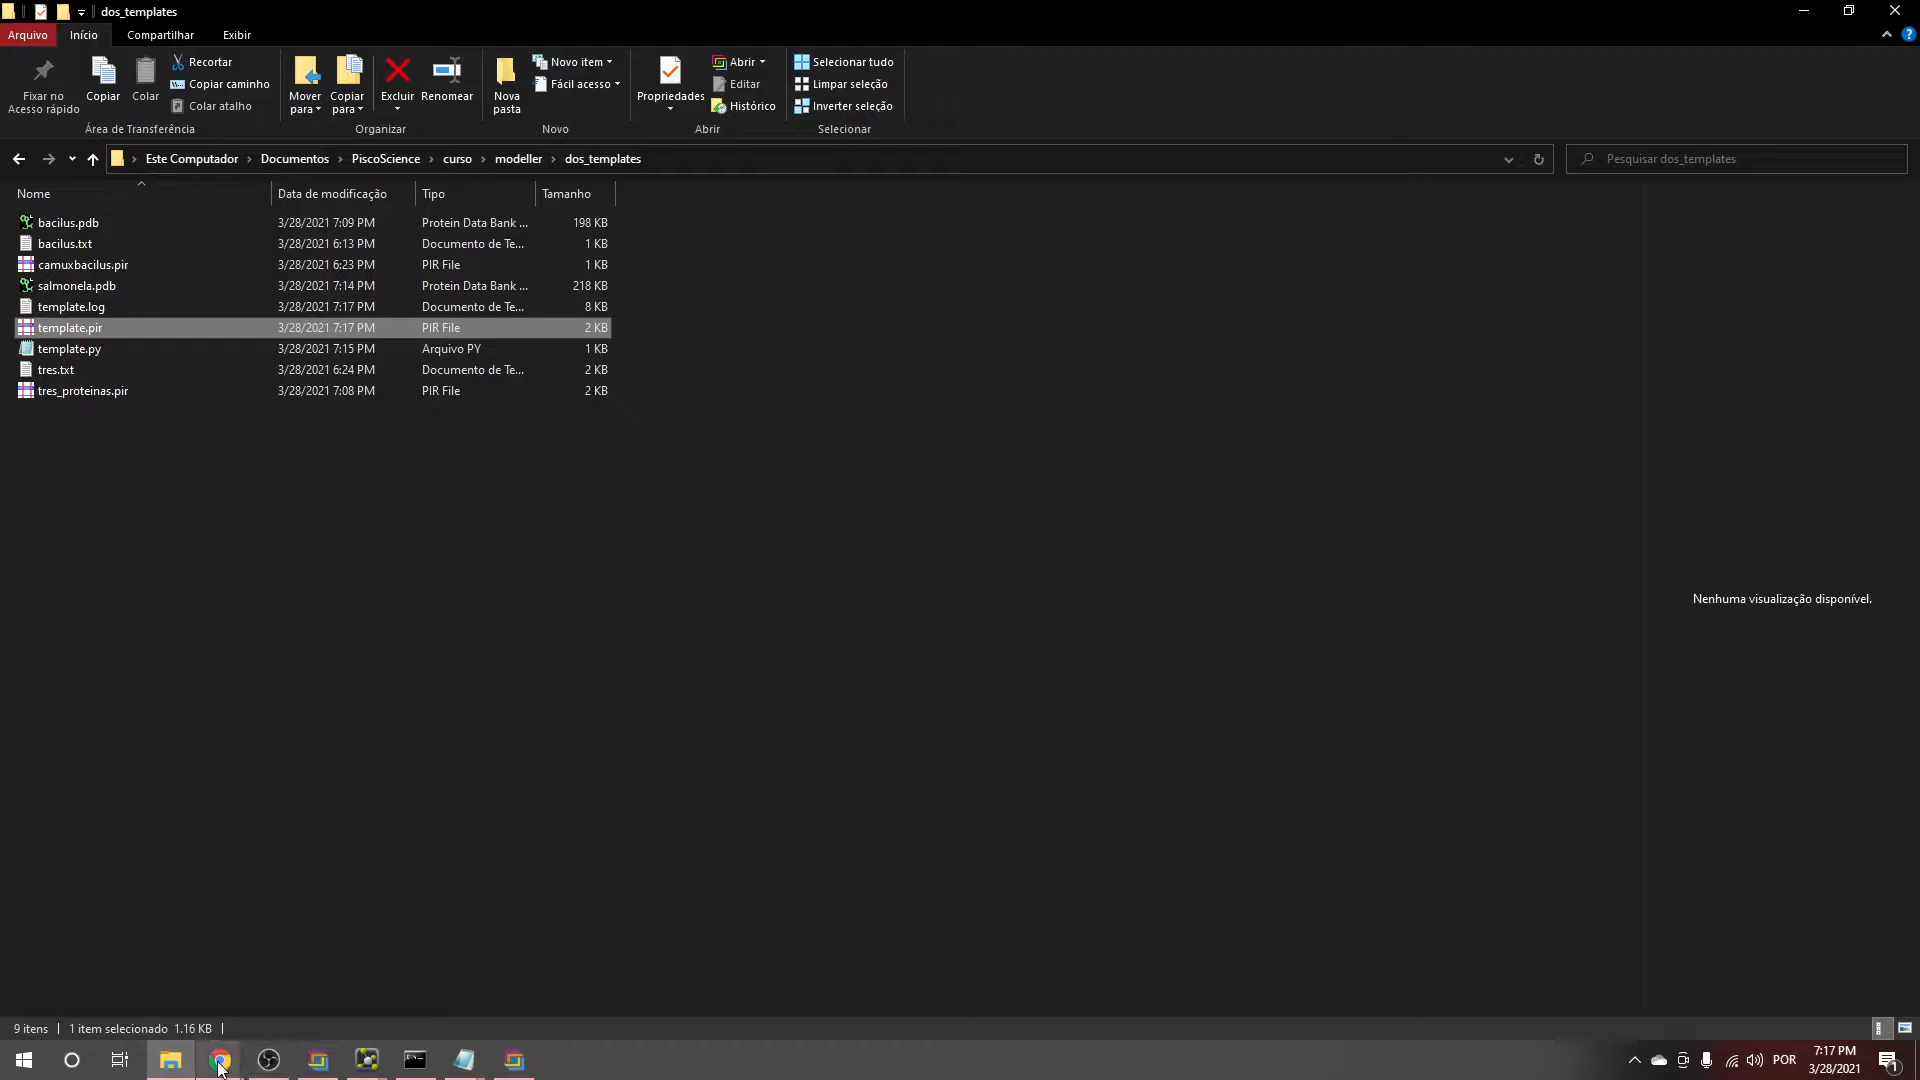 dos_templates
Arquivo Início Compartilhar Exibir
Fixar no Acesso rápido
Copiar
Colar
Recortar
Copiar caminho
Colar atalho
Mover para
Copiar para
Excluir
Renomear
Nova pasta
Novo item
Fácil acesso
Propriedades
Abrir
Editar
Histórico
Selecionar tudo
Limpar seleção
Inverter seleção
Área de Transferência Organizar Novo Abrir Selecionar
Este Computador Documentos PiscoScience curso modeller dos_templates
Pesquisar dos_templates
Nome Data de modificação Tipo Tamanho
bacilus.pdb 3/28/2021 7:09 PM Protein Data Bank ... 198 KB
bacilus.txt 3/28/2021 6:13 PM Documento de Te... 1 KB
camuxbacilus.pir 3/28/2021 6:23 PM PIR File 1 KB
salmonela.pdb 3/28/2021 7:14 PM Protein Data Bank ... 218 KB
template.log 3/28/2021 7:17 PM Documento de Te... 8 KB
template.pir 3/28/2021 7:17 PM PIR File 2 KB
template.py 3/28/2021 7:15 PM Arquivo PY 1 KB
tres.txt 3/28/2021 6:24 PM Documento de Te... 2 KB
tres_proteinas.pir 3/28/2021 7:08 PM PIR File 2 KB
Nenhuma visualização disponível.
9 itens 1 item selecionado 1.16 KB
POR
7:17 PM
3/28/2021
1